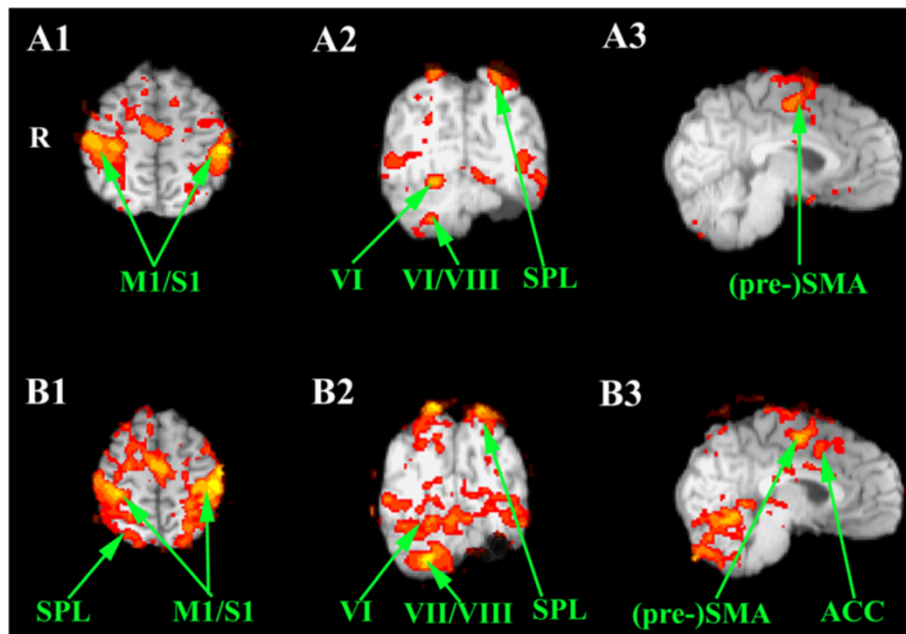 A1 A2 A3
R
M1/S1 VI VI/VIII SPL (pre-)SMA
B1 B2 B3
SPL M1/S1 VI VII/VIII SPL (pre-)SMA ACC